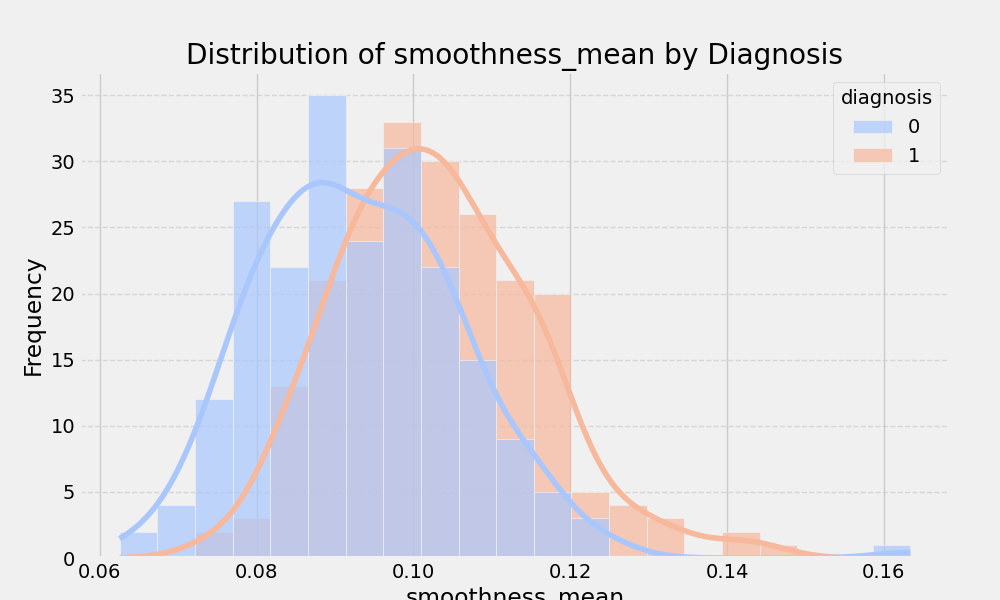 Distribution of smoothness_mean by Diagnosis
diagnosis
0
1
Frequency
35
30
25
20
15
10
5
0
0.06 0.08 0.10 0.12 0.14 0.16
smoothness_mean